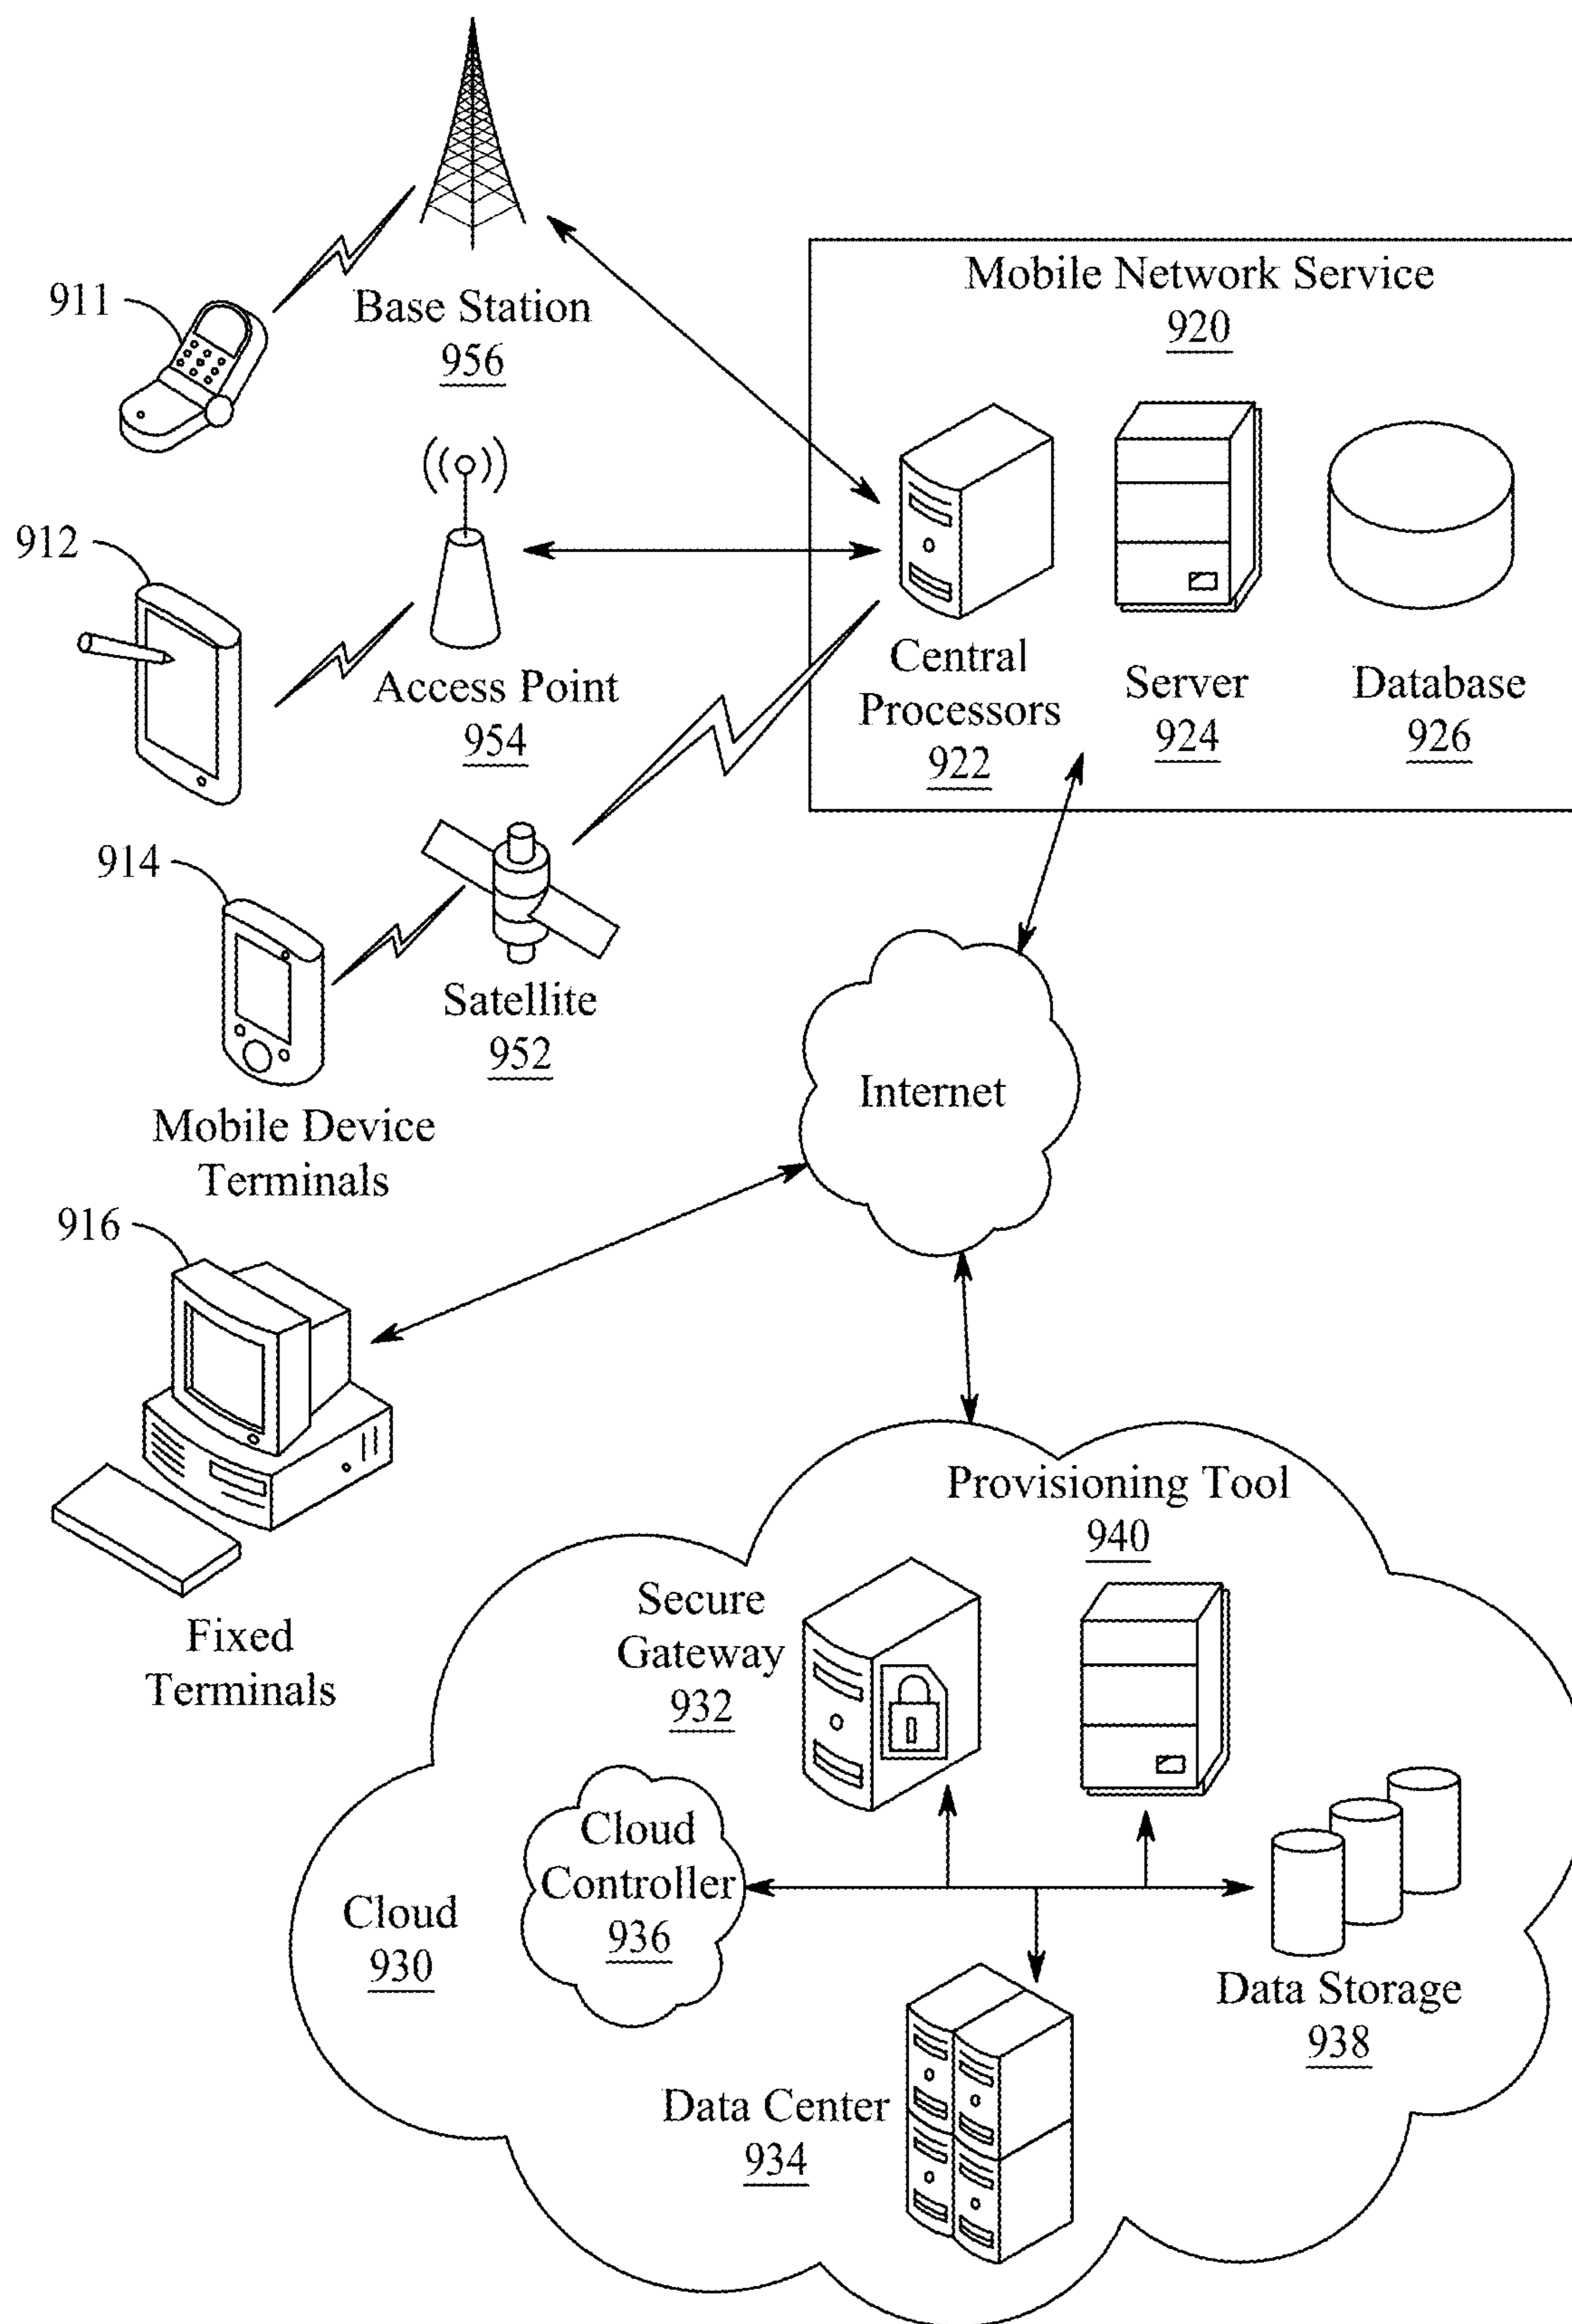 911
Base Station
956
Mobile Network Service
920
912
Access Point
954
Central
Processors
922
Server
924
Database
926
914
Satellite
952
Mobile Device
Terminals
Internet
916
Fixed
Terminals
Provisioning Tool
940
Secure
Gateway
932
Cloud
Controller
936
Cloud
930
Data Storage
938
Data Center
934